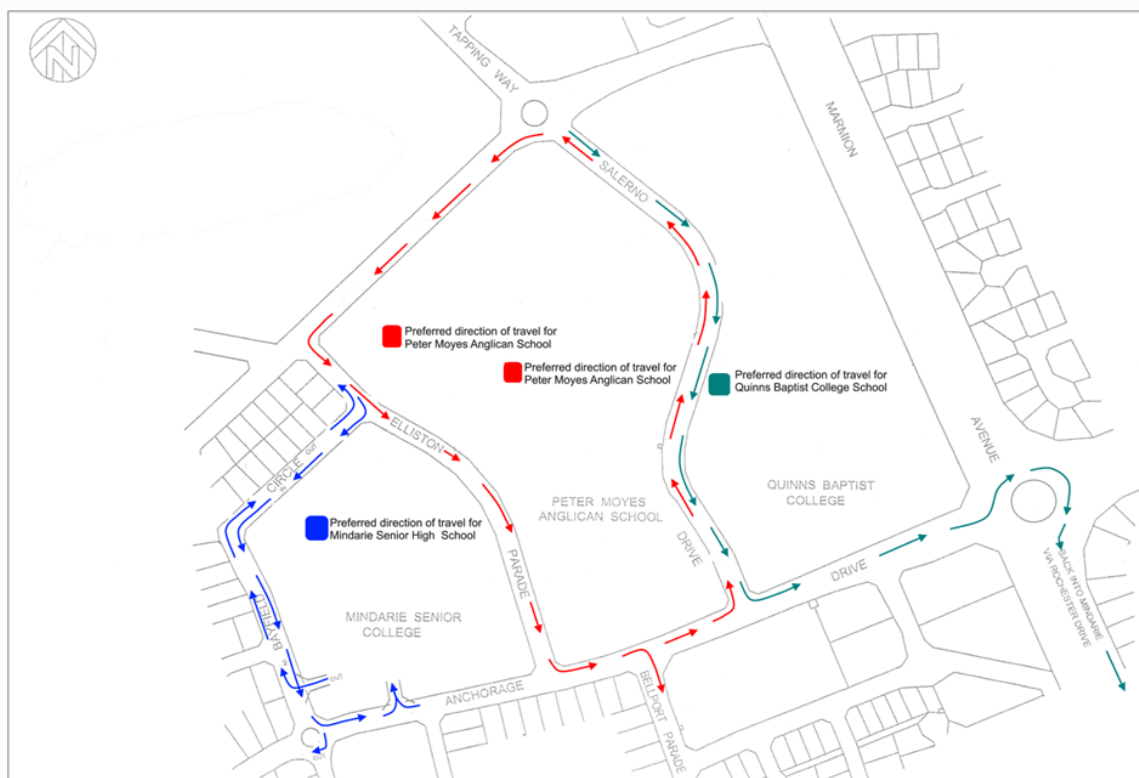 N
TAPPING WAY
MARMION
SALERNO
Preferred direction of travel for
Peter Moyes Anglican School
Preferred direction of travel for
Peter Moyes Anglican School
Preferred direction of travel for
Quinns Baptist College School
ELLISTON
AVENUE
OUT
CIRCLE
IN
QUINNS BAPTIST
COLLEGE
PETER MOYES
ANGLICAN SCHOOL
Preferred direction of travel for
Mindarie Senior High School
DRIVE
PARADE
DRIVE
BACK INTO MINDARIE
VIA ROCHESTER DRIVE
BAYFIELD
MINDARIE SENIOR
COLLEGE
IN
OUT
ANCHORAGE
BELLPORT
PARADE
OUT